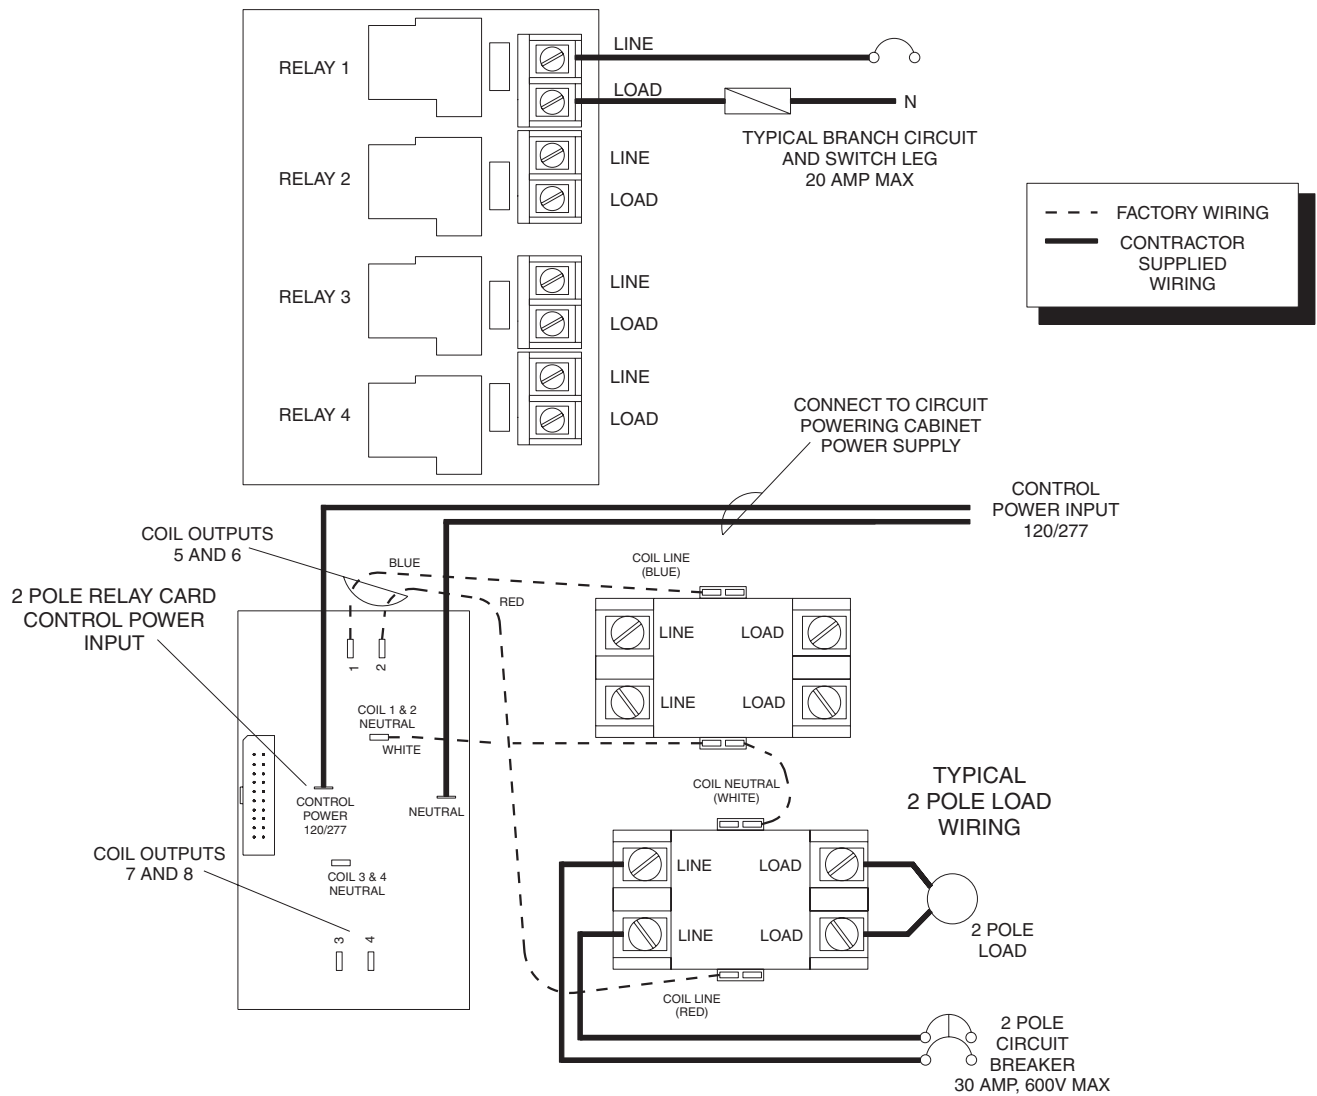 RELAY 1
LINE
LOAD
N
TYPICAL BRANCH CIRCUIT
AND SWITCH LEG
20 AMP MAX
RELAY 2
LINE
LOAD
FACTORY WIRING
CONTRACTOR
SUPPLIED
WIRING
RELAY 3
LINE
LOAD
RELAY 4
LINE
LOAD
CONNECT TO CIRCUIT
POWERING CABINET
POWER SUPPLY
CONTROL
POWER INPUT
120/277
COIL OUTPUTS
5 AND 6
BLUE
COIL LINE
(BLUE)
2 POLE RELAY CARD
CONTROL POWER
INPUT
RED
1
2
LINE
LOAD
LINE
LOAD
COIL 1 & 2
NEUTRAL
WHITE
COIL NEUTRAL
(WHITE)
TYPICAL
2 POLE LOAD
WIRING
CONTROL
POWER
120/277
NEUTRAL
COIL OUTPUTS
7 AND 8
COIL 3 & 4
NEUTRAL
3
4
LINE
LOAD
LINE
LOAD
2 POLE
LOAD
COIL LINE
(RED)
2 POLE
CIRCUIT
BREAKER
30 AMP, 600V MAX